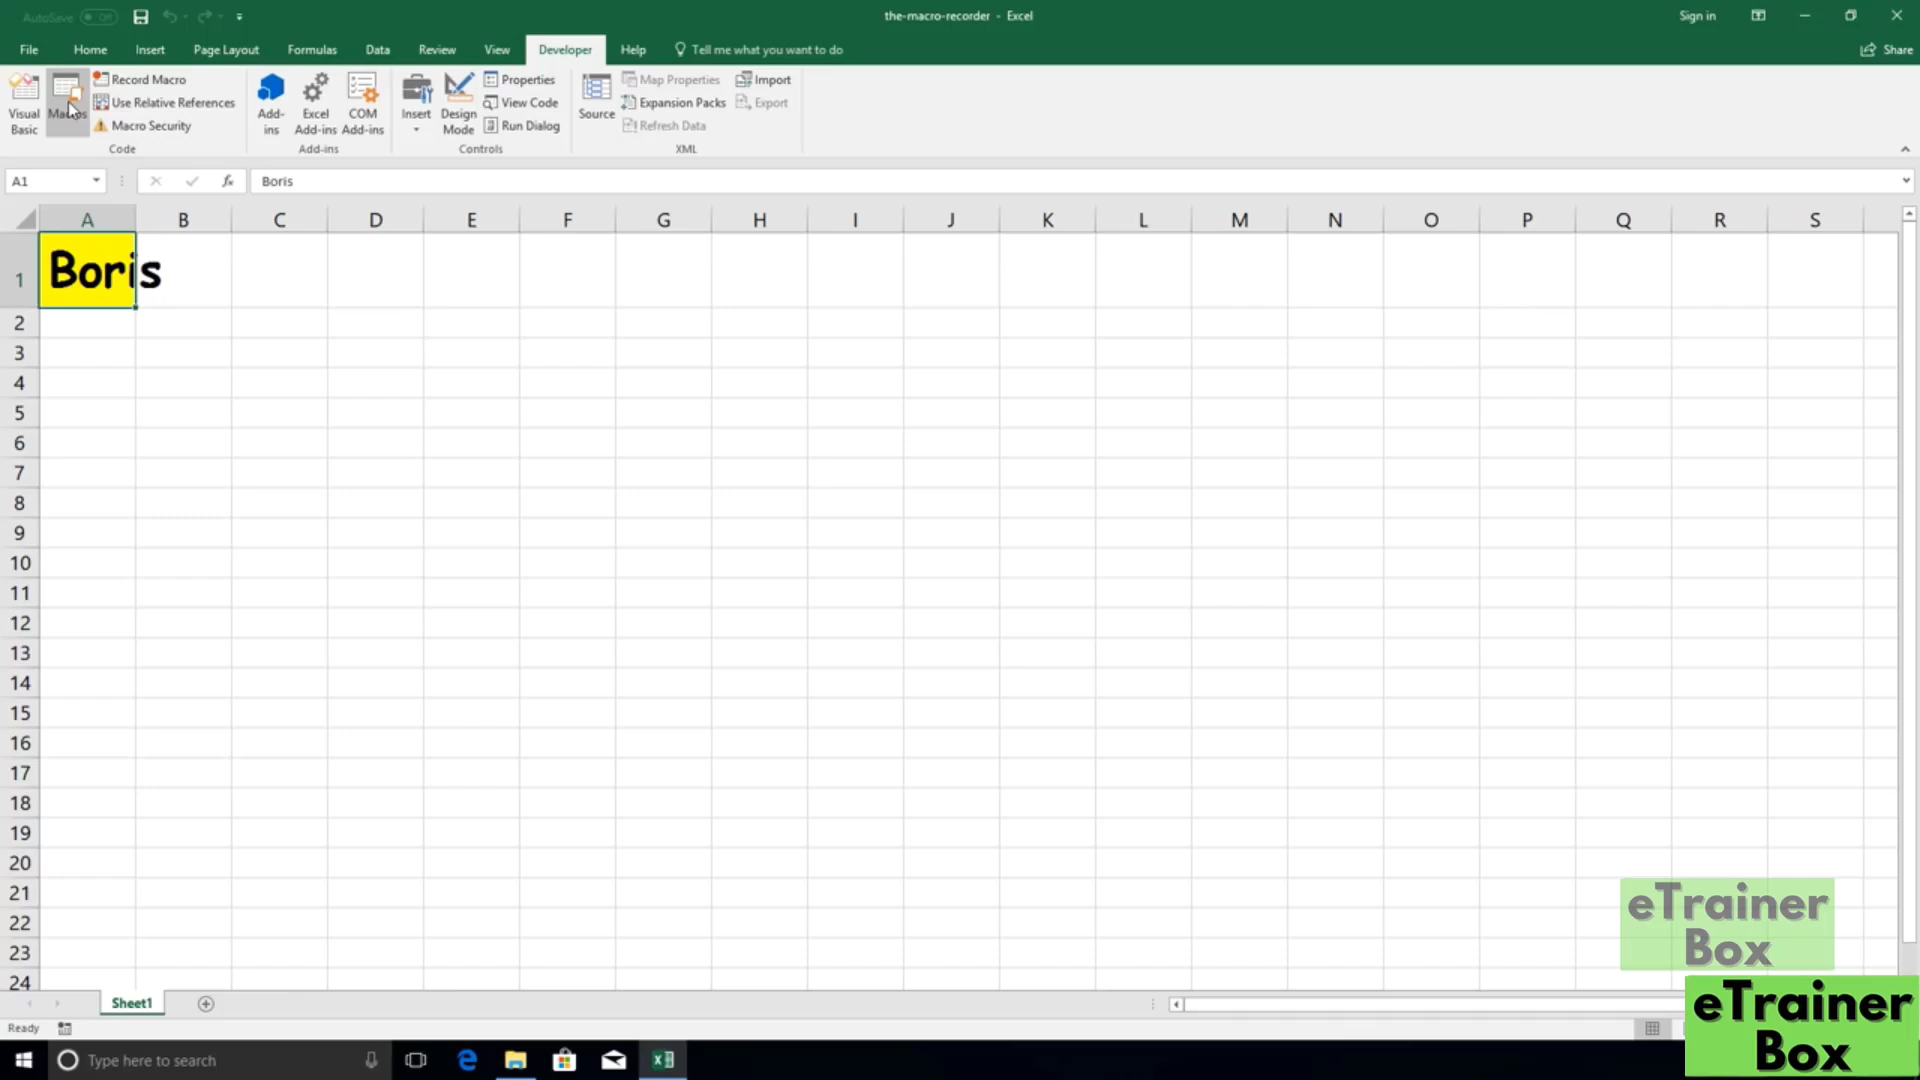 AutoSave Off
the-macro-recorder - Excel
Sign in
File Home Insert Page Layout Formulas Data Review View Developer Help Tell me what you want to do Share
Visual Basic
Macros
Record Macro
Use Relative References
Macro Security
Code
Add-ins
Excel Add-ins
COM Add-ins
Add-ins
Insert
Design Mode
Properties
View Code
Run Dialog
Controls
Source
Map Properties
Expansion Packs
Refresh Data
Import
Export
XML
A1 fx Boris
A B C D E F G H I J K L M N O P Q R S
1 Boris
2
3
4
5
6
7
8
9
10
11
12
13
14
15
16
17
18
19
20
21
22
23
24
eTrainer
Box
Sheet1
Ready
eTrainer
Box
Type here to search